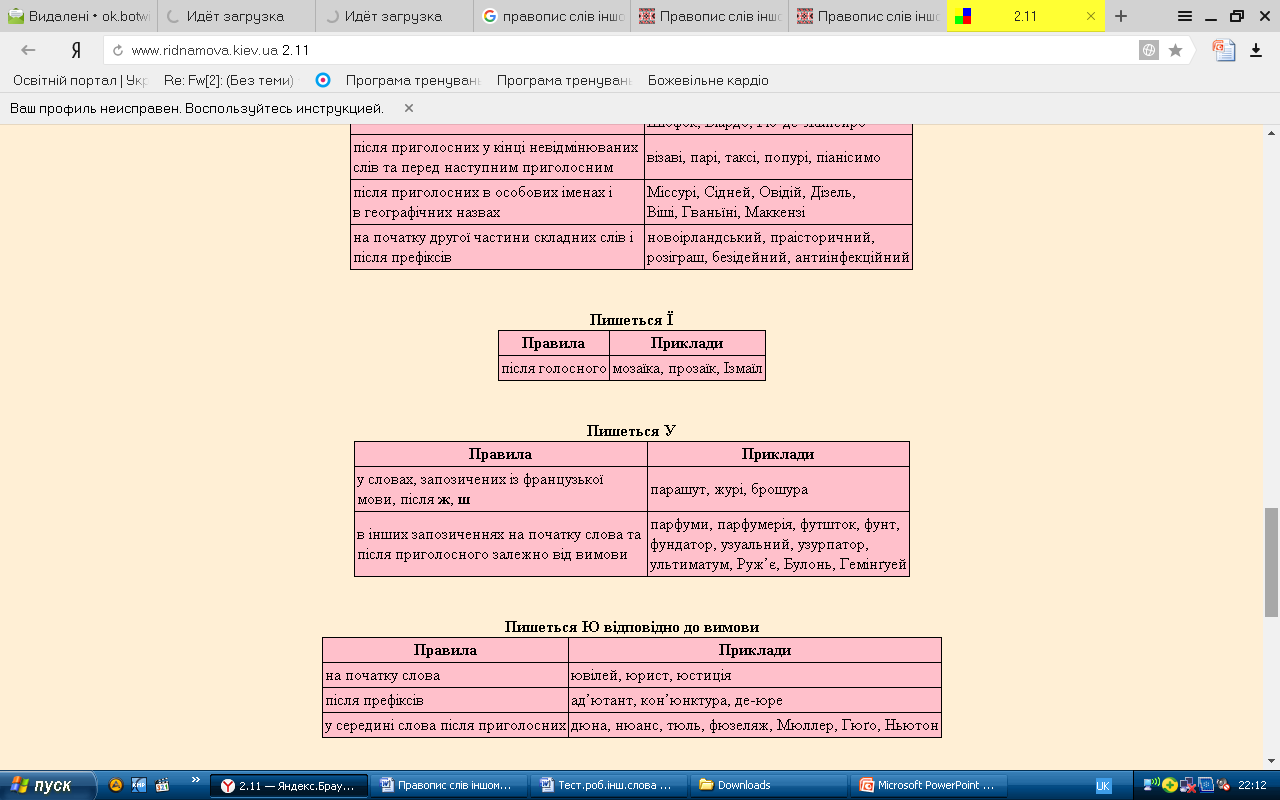 Видалені • ok.botw
Идёт загрузка
Идёт загрузка
правопис слів іншо
Правопис слів інш
Правопис слів інш
2.11
www.ridnamova.kiev.ua 2.11
Освітній портал | Укр
Re: Fw[2]: (Без теми)
Програма тренуван
Програма тренуван
Божевільне кардіо
Ваш профиль неисправен. Воспользуйтесь инструкцией.
після приголосних у кінці невідмінюваних
слів та перед наступним приголосним
візаві, парі, таксі, попурі, піанісимо
після приголосних в особових іменах і
в географічних назвах
Міссурі, Сідней, Овідій, Дізель,
Віші, Гваньїні, Маккензі
на початку другої частини складних слів і
після префіксів
новоірландський, праісторичний,
розіграш, безідейний, антиінфекційний
Пишеться Ї
Правила
Приклади
після голосного
мозаїка, прозаїк, Ізмаїл
Пишеться У
Правила
Приклади
у словах, запозичених із французької
мови, після ж, ш
парашут, журі, брошура
в інших запозиченнях на початку слова та
після приголосного залежно від вимови
парфуми, парфумерія, футшток, фунт,
фундатор, узуальний, узурпатор,
ультиматум, Руж’є, Булонь, Гемінґуей
Пишеться Ю відповідно до вимови
Правила
Приклади
на початку слова
ювілей, юрист, юстиція
після префіксів
ад’ютант, кон’юнктура, де-юре
у середині слова після приголосних
дюна, нюанс, тюль, фюзеляж, Мюллер, Гюґо, Ньютон
пуск
2.11 — Яндекс.Брау...
Правопис слів іншом...
Тест.роб.інш.слова ...
Downloads
Microsoft PowerPoint ...
UK
22:12